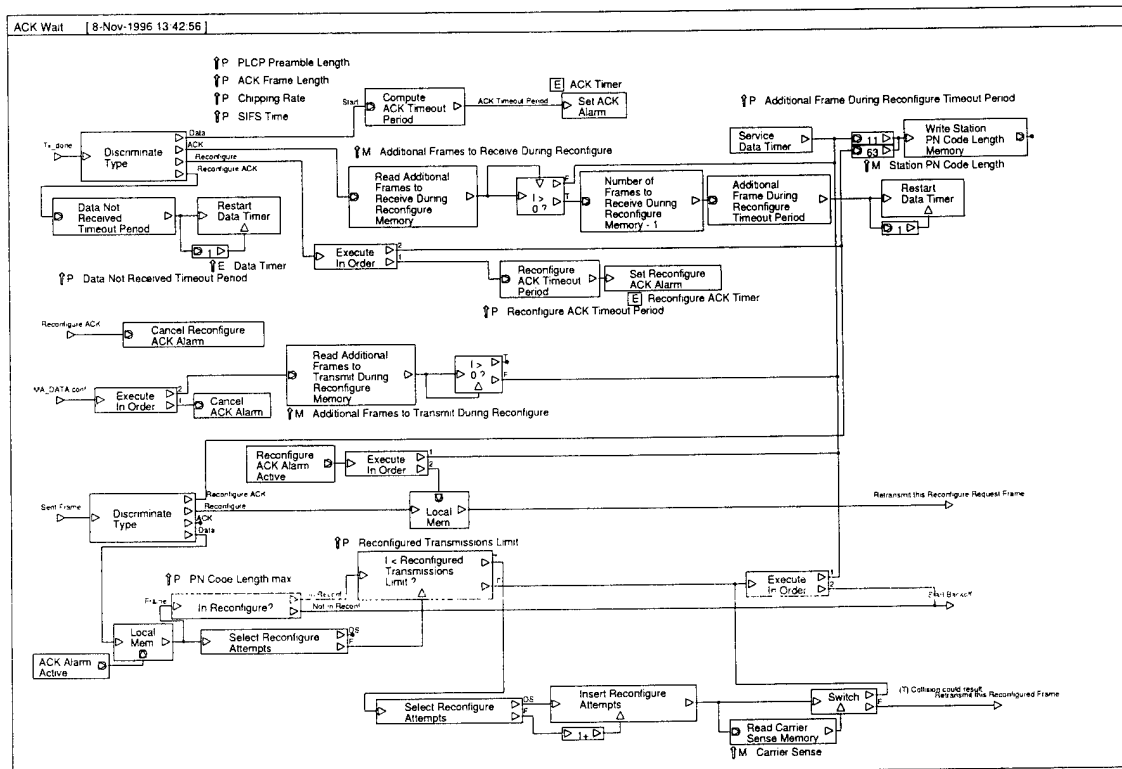 ACK Wait [ 8-Nov-1996 13:42:56 ]
P PLCP Preamble Length
P ACK Frame Length
P Chipping Rate
P SIFS Time
Start
Compute
ACK Timeout
Period
ACK Timeout Period
E ACK Timer
Set ACK
Alarm
P Additional Frame During Reconfigure Timeout Period
Tx_done
Discriminate
Type
Data
ACK
Reconfigure
Reconfigure ACK
M Additional Frames to Receive During Reconfigure
Service
Data Timer
11
63
Write Station
PN Code Length
Memory
M Station PN Code Length
Data Not
Received
Timeout Period
Restart
Data Timer
1
E Data Timer
P Data Not Received Timeout Period
Read Additional
Frames to
Receive During
Reconfigure
Memory
I >
0 ?
F
T
Number of
Frames to
Receive During
Reconfigure
Memory - 1
Additional
Frame During
Reconfigure
Timeout Period
Restart
Data Timer
1
Execute
In Order
2
1
Reconfigure
ACK Timeout
Period
Set Reconfigure
ACK Alarm
E Reconfigure ACK Timer
P Reconfigure ACK Timeout Period
Reconfigure ACK
Cancel Reconfigure
ACK Alarm
MA_DATA.conf
Execute
In Order
2
1
Cancel
ACK Alarm
Read Additional
Frames to
Transmit During
Reconfigure
Memory
I >
0 ?
T
F
M Additional Frames to Transmit During Reconfigure
Reconfigure
ACK Alarm
Active
Execute
In Order
1
2
Sent Frame
Discriminate
Type
Reconfigure ACK
Reconfigure
ACK
Data
Local
Mem
Retransmit this Reconfigure Request Frame
P Reconfigured Transmissions Limit
I < Reconfigured
Transmissions
Limit ?
P PN Code Length max
Frame
In Reconfigure?
In Reconf
Not in Reconf
Execute
In Order
1
2
Start Backoff
Local
Mem
ACK Alarm
Active
Select Reconfigure
Attempts
DS
F
Select Reconfigure
Attempts
DS
F
1+
Insert Reconfigure
Attempts
Switch
(T) Collision could result
F
Retransmit this Reconfigured Frame
Read Carrier
Sense Memory
M Carrier Sense